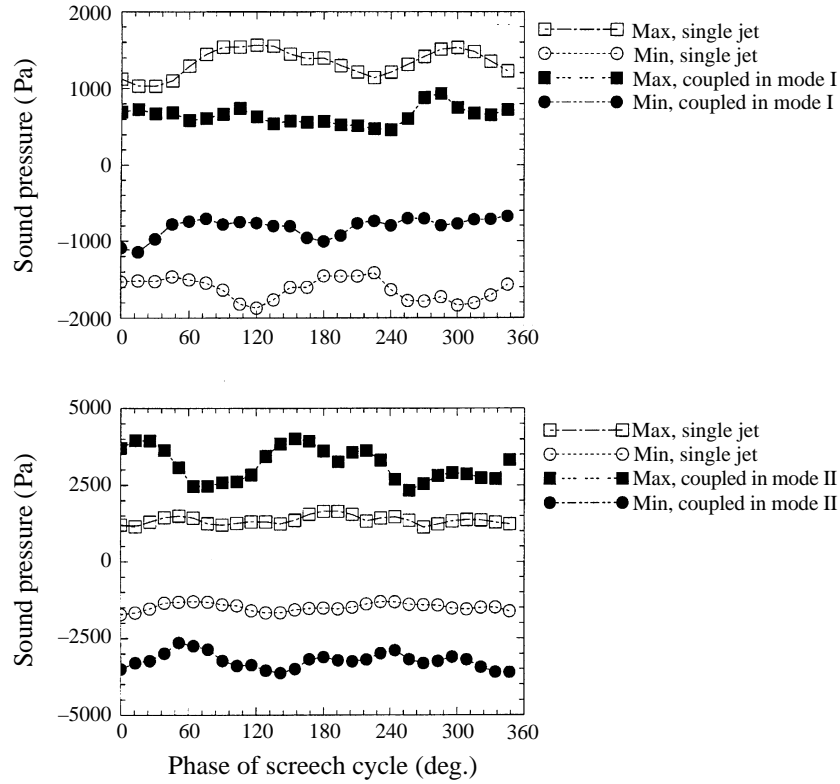 2000
1000
0
–1000
–2000
Sound pressure (Pa)
0 60 120 180 240 300 360
Max, single jet
Min, single jet
Max, coupled in mode I
Min, coupled in mode I
5000
2500
0
–2500
–5000
Sound pressure (Pa)
0 60 120 180 240 300 360
Phase of screech cycle (deg.)
Max, single jet
Min, single jet
Max, coupled in mode II
Min, coupled in mode II